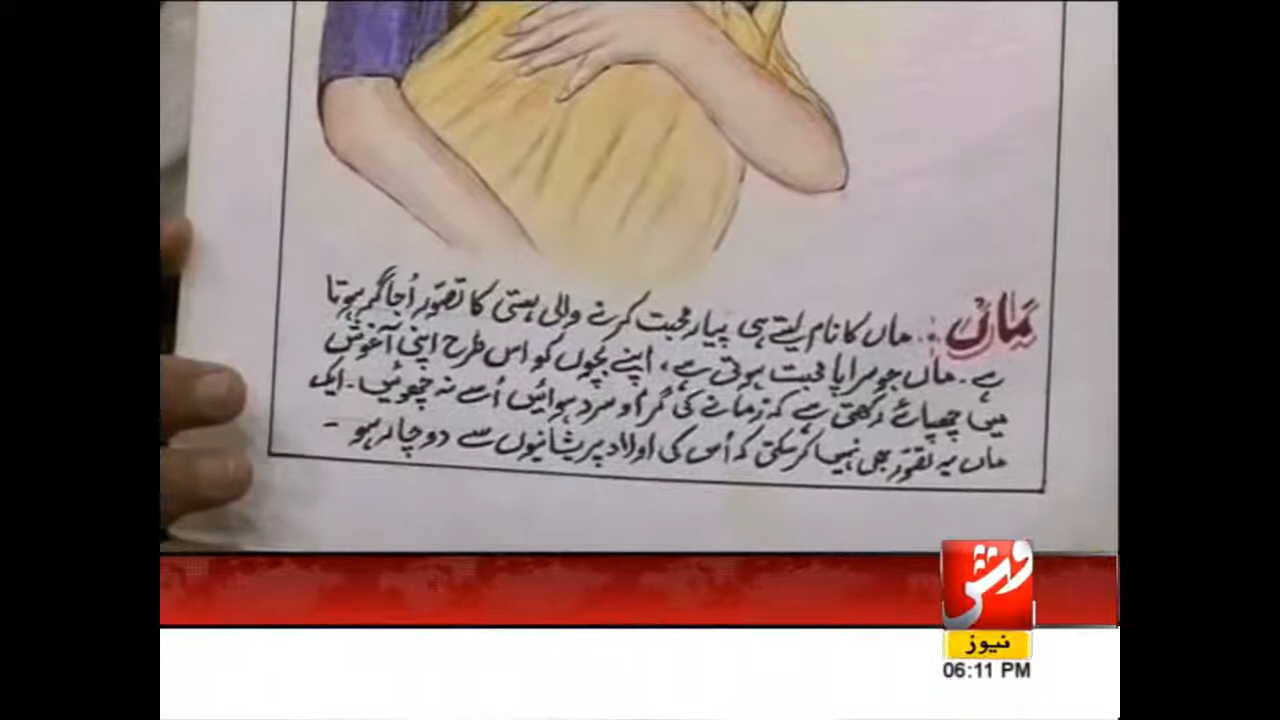 ماں :. ماں کا نام لیتے ہی پیار محبت کرنے والی ہستی کا تصوّر اُجاگر ہوتا
ہے۔ ماں جو سراپا محبت ہوتی ہے، اپنے بچوں کو اس طرح اپنی آغوش
میں چھپائے رکھتی ہے کہ زمانے کی گرم و سرد ہوائیں اُسے نہ چھوئیں۔ ایک
ماں یہ تصوّر بھی نہیں کر سکتی کہ اُس کی اولاد پریشانیوں سے دوچار ہو ۔
وش
نیوز
06:11 PM